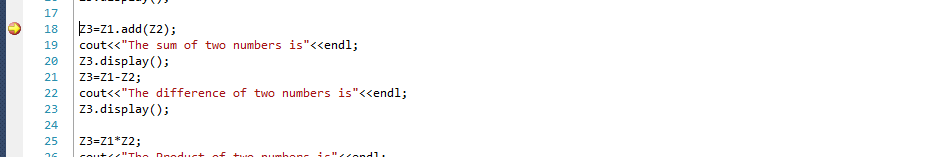 17
18 Z3=Z1.add(Z2);
19 cout<<"The sum of two numbers is"<<endl;
20 Z3.display();
21 Z3=Z1-Z2;
22 cout<<"The difference of two numbers is"<<endl;
23 Z3.display();
24
25 Z3=Z1*Z2;
26 cout<<"The Product of two numbers is"<<endl;